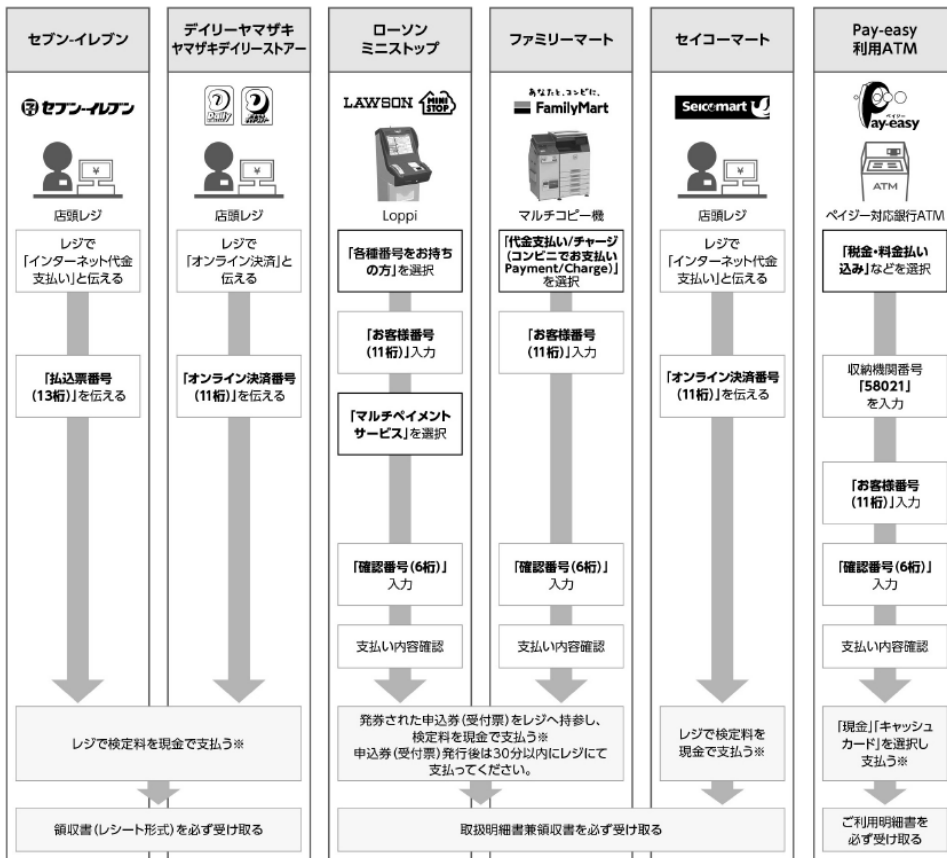 セブン-イレブン
セブン-イレブン
店頭レジ
レジで
「インターネット代金
支払い」と伝える
「払込票番号
(13桁)」を伝える
デイリーヤマザキ
ヤマザキデイリーストアー
Daily
店頭レジ
レジで
「オンライン決済」と
伝える
「オンライン決済番号
(11桁)」を伝える
レジで検定料を現金で支払う※
領収書(レシート形式)を必ず受け取る
ローソン
ミニストップ
LAWSON
MINI
STOP
Loppi
「各種番号をお持ち
の方」を選択
「お客様番号
(11桁)」入力
「マルチペイメント
サービス」を選択
「確認番号(6桁)」
入力
支払い内容確認
ファミリーマート
あなたと、コンビに、
FamilyMart
マルチコピー機
「代金支払い/チャージ
(コンビニでお支払い
Payment/Charge)」
を選択
「お客様番号
(11桁)」入力
「確認番号(6桁)」
入力
支払い内容確認
発券された申込券(受付票)をレジへ持参し、
検定料を現金で支払う※
申込券(受付票)発行後は30分以内にレジにて
支払ってください。
セイコーマート
Seicomart
店頭レジ
レジで
「インターネット代金
支払い」と伝える
「オンライン決済番号
(11桁)」を伝える
レジで検定料を
現金で支払う※
取扱明細書兼領収書を必ず受け取る
Pay-easy
利用ATM
ペイジー
Pay-easy
ATM
ペイジー対応銀行ATM
「税金・料金払い
込み」などを選択
収納機関番号
「58021」
を入力
「お客様番号
(11桁)」入力
「確認番号(6桁)」
入力
支払い内容確認
「現金」「キャッシュ
カード」を選択し
支払う※
ご利用明細書を
必ず受け取る